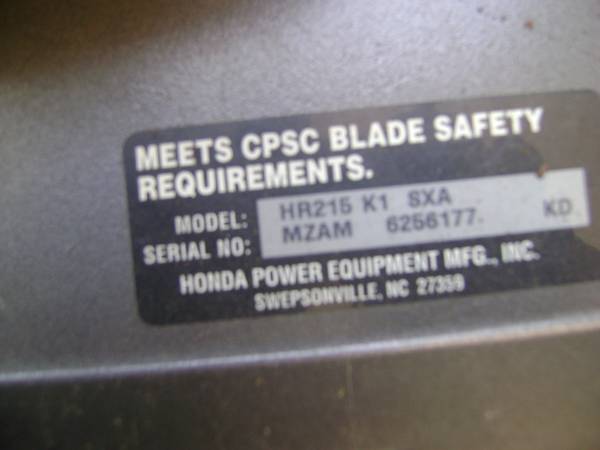 MEETS CPSC BLADE SAFETY
REQUIREMENTS.
MODEL: HR215 K1 SXA
SERIAL NO: MZAM 6256177 KD
HONDA POWER EQUIPMENT MFG., INC.
SWEPSONVILLE, NC 27359